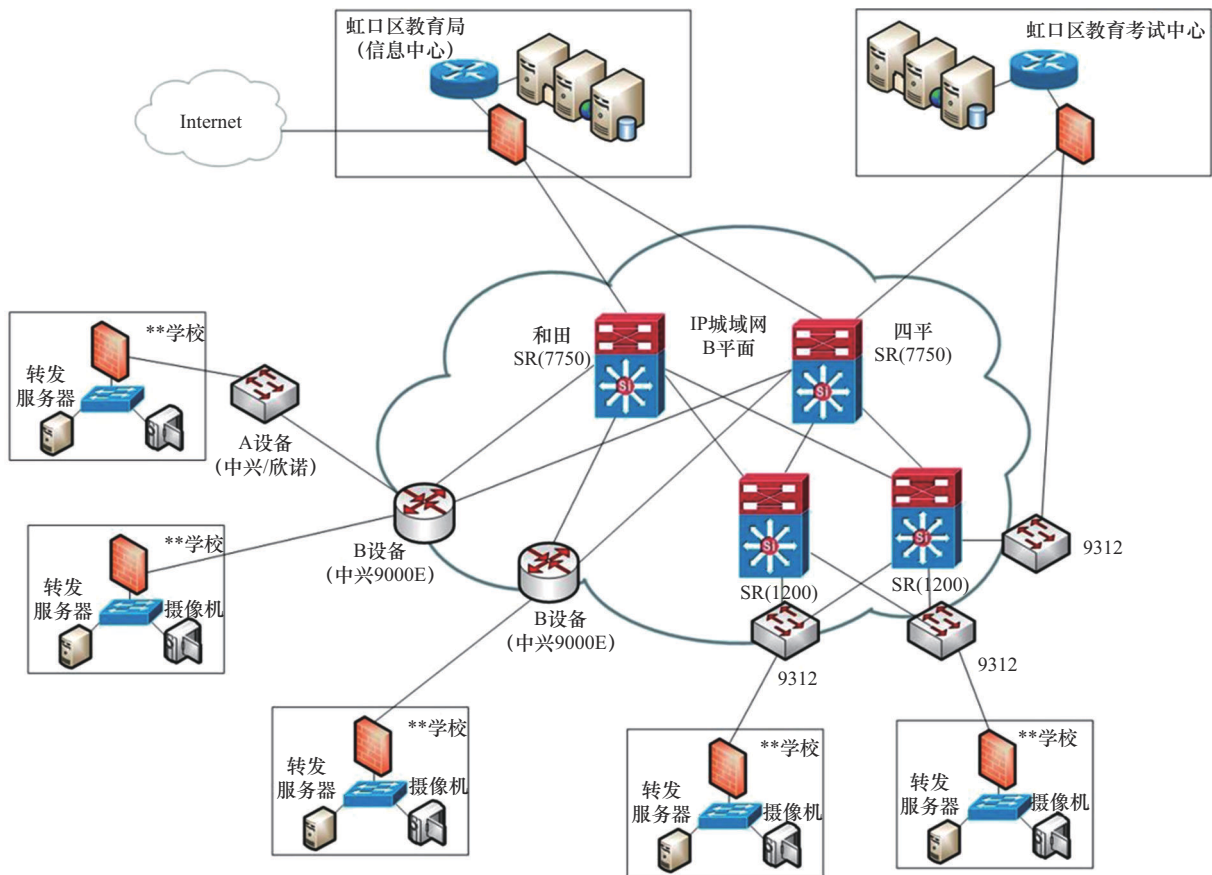 虹口区教育局
（信息中心）
虹口区教育考试中心
Internet
和田
SR(7750)
IP城域网
B平面
四平
SR(7750)
**学校
转发
服务器
A设备
（中兴/欣诺）
**学校
转发
服务器
摄像机
B设备
（中兴9000E）
B设备
（中兴9000E）
SR(1200)
SR(1200)
9312
9312
9312
**学校
转发
服务器
摄像机
**学校
转发
服务器
摄像机
**学校
转发
服务器
摄像机
Si
Si
Si
Si